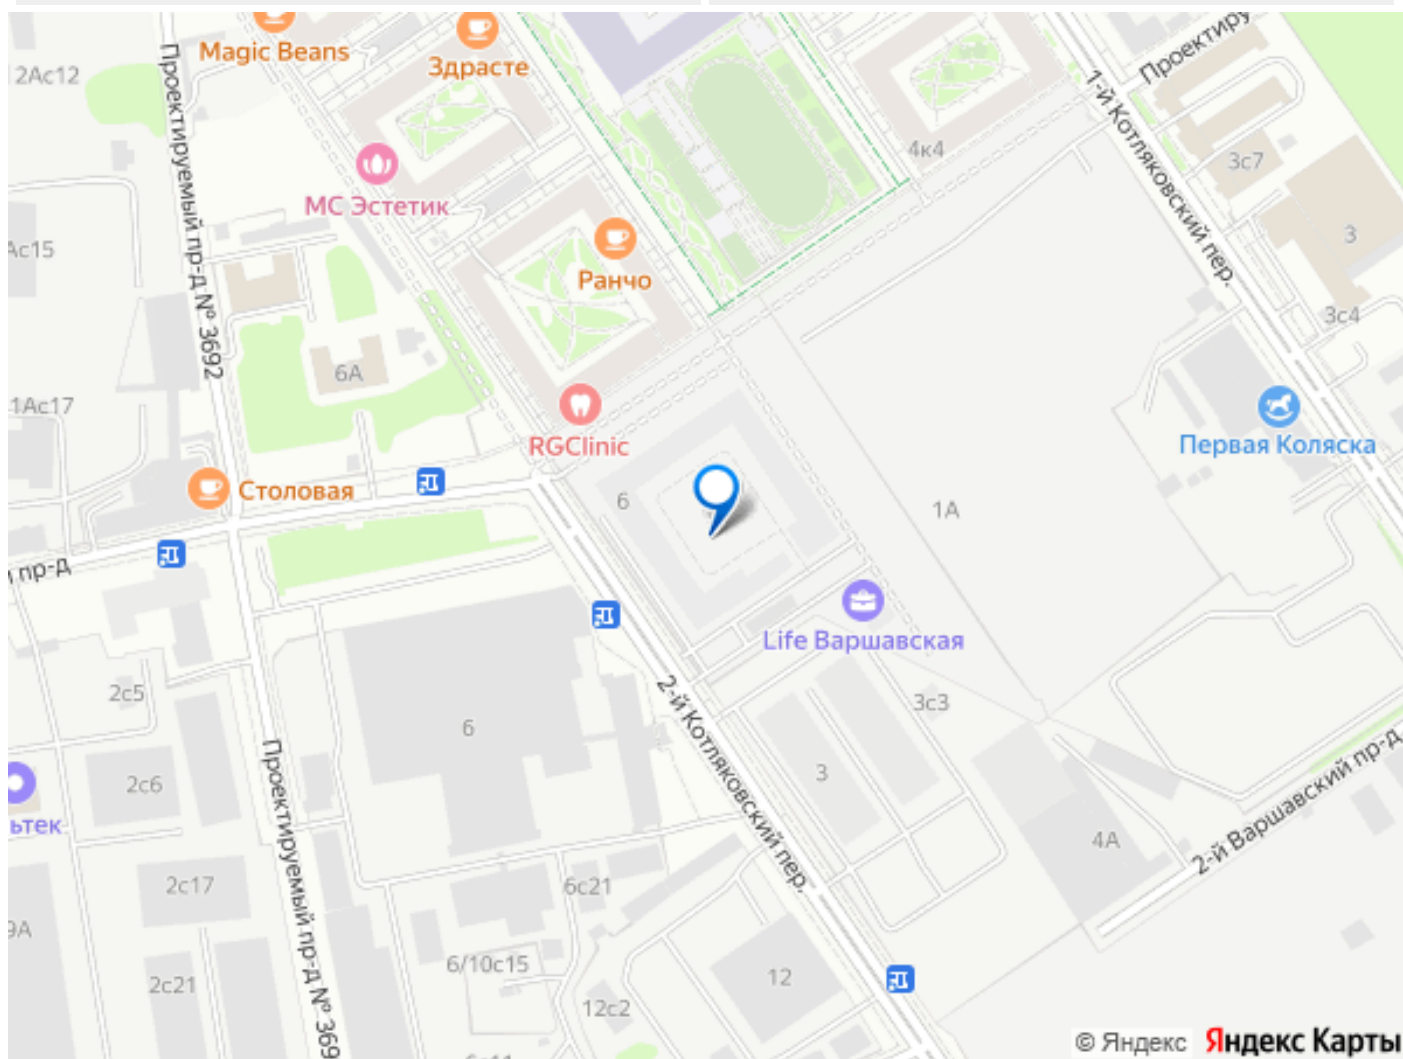 Magic Beans
Здрасте
Проектиру
2Ас12
1-й Котляковский пер.
Проектируемый пр-д № 3692
4к4
3с7
МС Эстетик
3
Ас15
Ранчо
3с4
6А
1Ас17
RGClinic
Первая Коляска
Столовая
6
1А
пр-д
Life Варшавская
2с5
2-й Котляковский пер.
3с3
6
3
2с6
Проектируемый пр-д № 369
2-й Варшавский пр-д
ьтек
4А
2с17
6с21
9А
6/10с15
12
2с21
12с2
© Яндекс Яндекс Карты